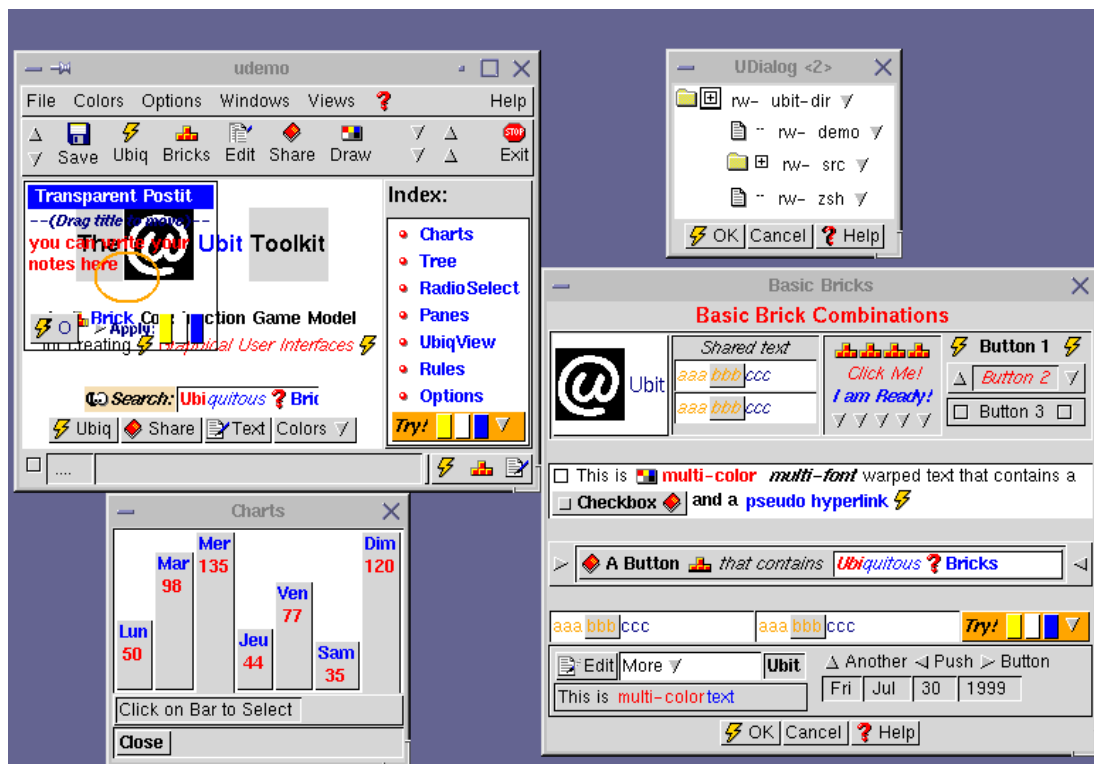 udemo
File Colors Options Windows Views ? Help
Save Ubiq Bricks Edit Share Draw STOP Exit
Transparent Postit
--(Drag title to move)--
you can write your
notes here
The @ Ubit Toolkit
Brick Construction Game Model
O Apply:
for Creating Graphical User Interfaces
Search: Ubiquitous ? Bric
Ubiq Share Text Colors
Index:
Charts
Tree
RadioSelect
Panes
UbiqView
Rules
Options
Try!
....
UDialog <2>
rw- ubit-dir
-- rw- demo
rw- src
-- rw- zsh
OK Cancel ? Help
Charts
Lun
50
Mar
98
Mer
135
Jeu
44
Ven
77
Sam
35
Dim
120
Click on Bar to Select
Close
Basic Bricks
Basic Brick Combinations
@ Ubit
Shared text
aaa bbb ccc
aaa bbb ccc
Click Me!
I am Ready!
Button 1
Button 2
Button 3
This is multi-color multi-font warped text that contains a
Checkbox and a pseudo hyperlink
A Button that contains Ubiquitous ? Bricks
aaa bbb ccc aaa bbb ccc Try!
Edit More Ubit Another Push Button
This is multi-color text Fri Jul 30 1999
OK Cancel ? Help